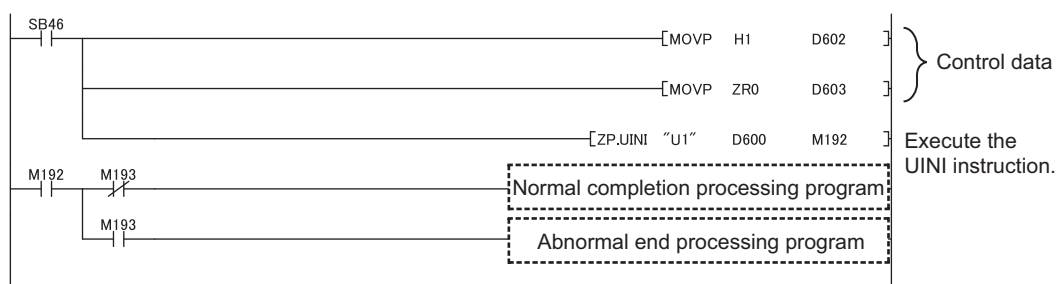 SB46
[MOVP H1 D602 ]
Control data
[MOVP ZR0 D603 ]
[ZP.UINI "U1" D600 M192 ]
Execute the
UINI instruction.
M192 M193
Normal completion processing program
M193
Abnormal end processing program